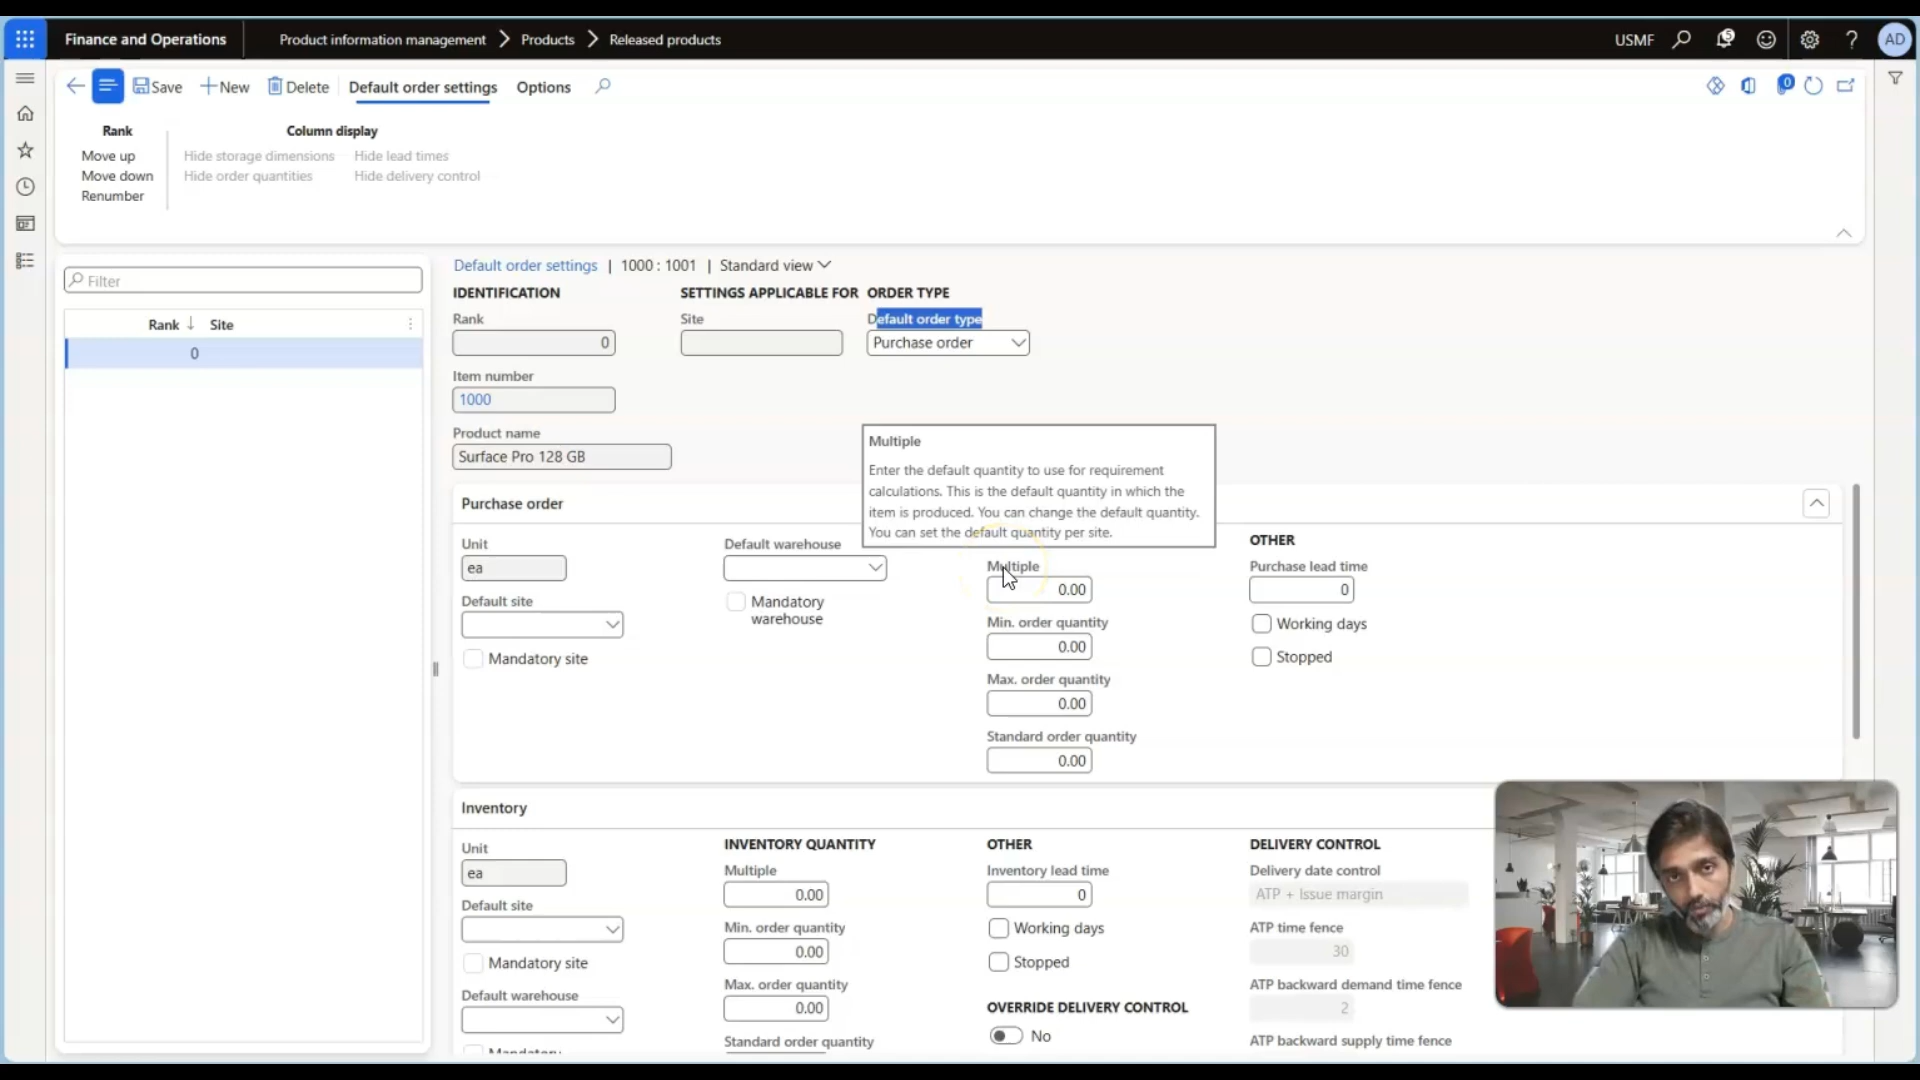 Finance and Operations
Product information management
Products
Released products
USMF
5
AD
Save
New
Delete
Default order settings
Options
0
Rank
Move up
Move down
Renumber
Column display
Hide storage dimensions
Hide lead times
Hide order quantities
Hide delivery control
Filter
Rank
Site
0
Default order settings | 1000 : 1001 | Standard view
IDENTIFICATION
Rank
0
Item number
1000
Product name
Surface Pro 128 GB
SETTINGS APPLICABLE FOR
Site
ORDER TYPE
Default order type
Purchase order
Multiple
Enter the default quantity to use for requirement
calculations. This is the default quantity in which the
item is produced. You can change the default quantity.
You can set the default quantity per site.
Purchase order
Unit
ea
Default site
Mandatory site
Default warehouse
Mandatory
warehouse
Multiple
0.00
Min. order quantity
0.00
Max. order quantity
0.00
Standard order quantity
0.00
OTHER
Purchase lead time
0
Working days
Stopped
Inventory
Unit
ea
Default site
Mandatory site
Default warehouse
Mandatory
INVENTORY QUANTITY
Multiple
0.00
Min. order quantity
0.00
Max. order quantity
0.00
Standard order quantity
OTHER
Inventory lead time
0
Working days
Stopped
OVERRIDE DELIVERY CONTROL
No
DELIVERY CONTROL
Delivery date control
ATP + Issue margin
ATP time fence
30
ATP backward demand time fence
2
ATP backward supply time fence